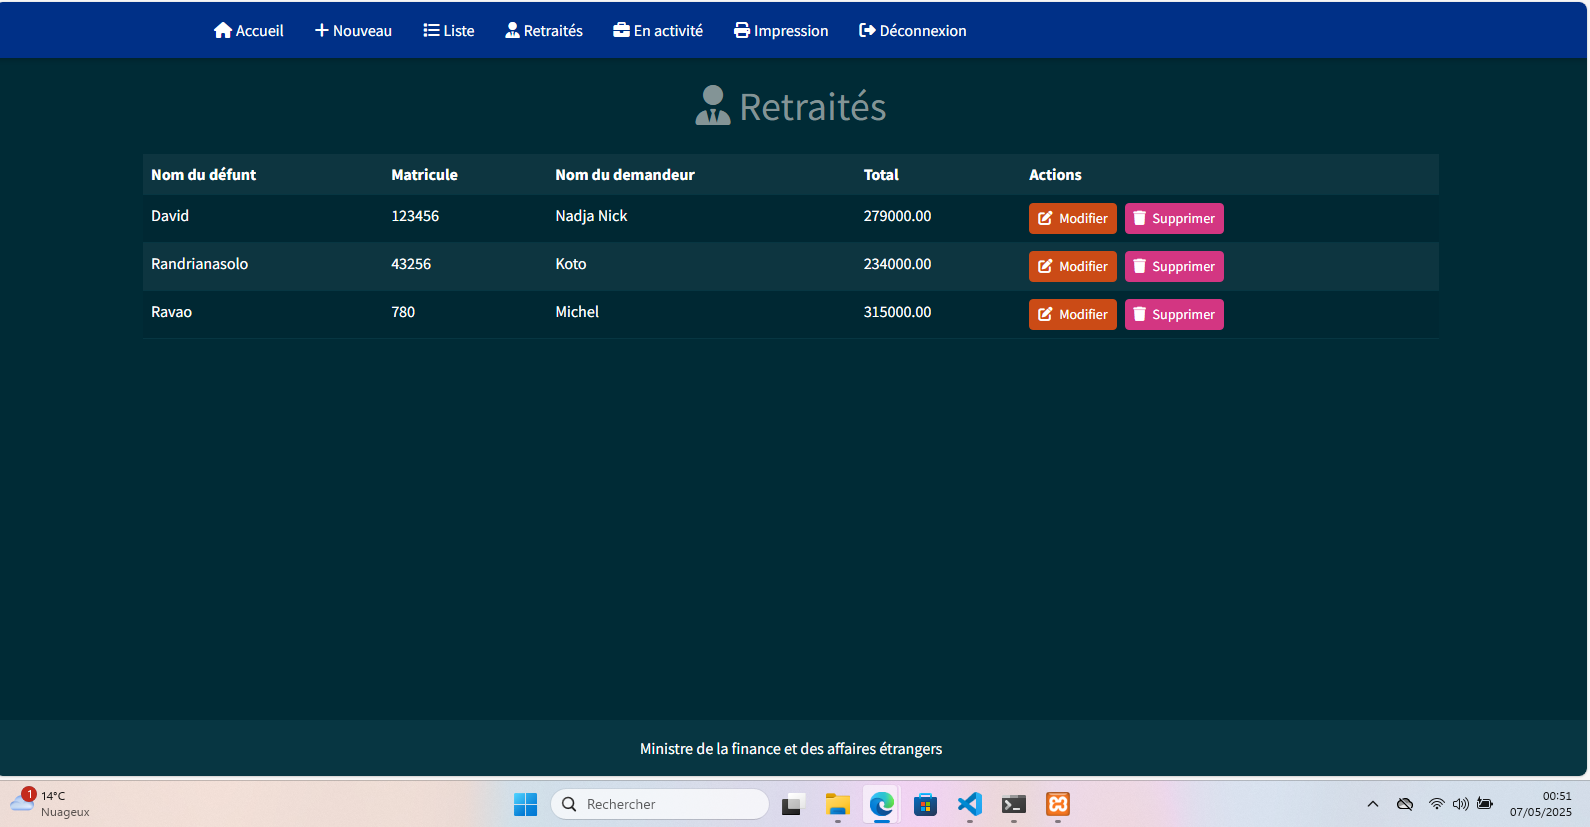 Accueil Nouveau Liste Retraités En activité Impression Déconnexion
Retraités
Nom du défunt Matricule Nom du demandeur Total Actions
David 123456 Nadja Nick 279000.00 Modifier Supprimer
Randrianasolo 43256 Koto 234000.00 Modifier Supprimer
Ravao 780 Michel 315000.00 Modifier Supprimer
Ministre de la finance et des affaires étrangers
1 14°C
Nuageux
Rechercher
00:51
07/05/2025